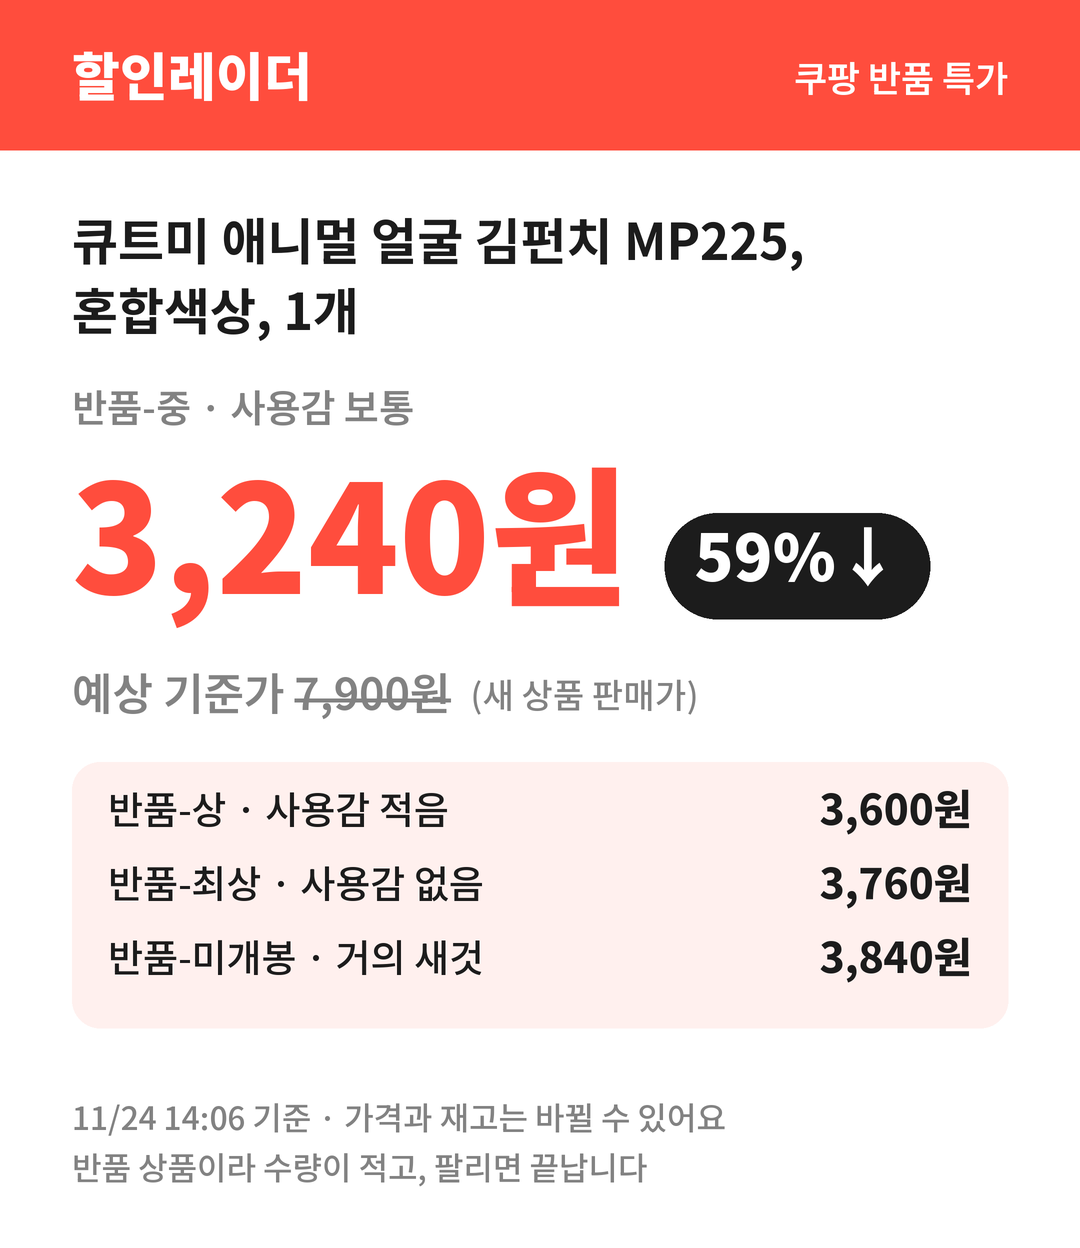 할인레이더
쿠팡 반품 특가
큐트미 애니멀 얼굴 김펀치 MP225,
혼합색상, 1개
반품-중 · 사용감 보통
3,240원
59%↓
예상 기준가 7,900원 (새 상품 판매가)
반품-상 · 사용감 적음 3,600원
반품-최상 · 사용감 없음 3,760원
반품-미개봉 · 거의 새것 3,840원
11/24 14:06 기준 · 가격과 재고는 바뀔 수 있어요
반품 상품이라 수량이 적고, 팔리면 끝납니다